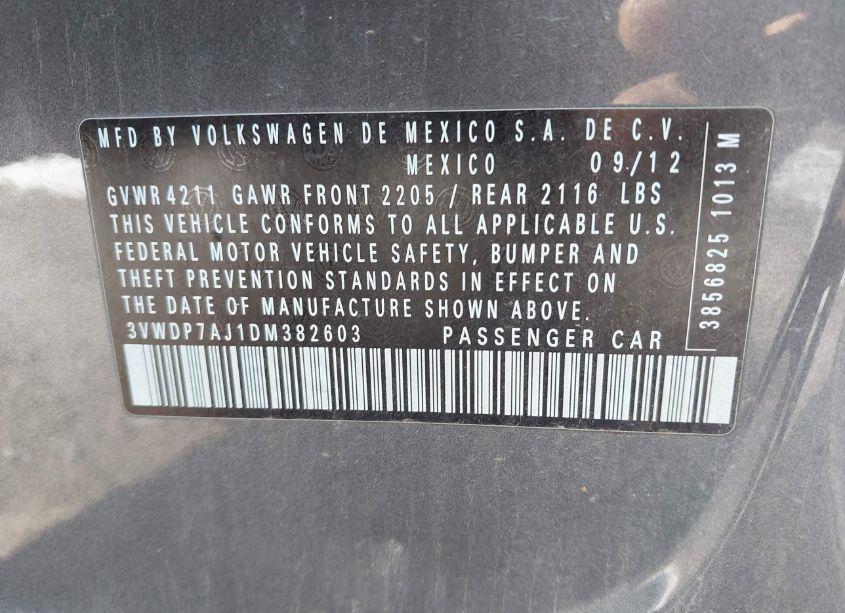 MFD BY VOLKSWAGEN DE MEXICO S.A. DE C.V.
MEXICO 09/12
GVWR 4211 GAWR FRONT 2205 / REAR 2116 LBS
THIS VEHICLE CONFORMS TO ALL APPLICABLE U.S.
FEDERAL MOTOR VEHICLE SAFETY, BUMPER AND
THEFT PREVENTION STANDARDS IN EFFECT ON
THE DATE OF MANUFACTURE SHOWN ABOVE.
3VWDP7AJ1DM382603 PASSENGER CAR
3856825 1013 M